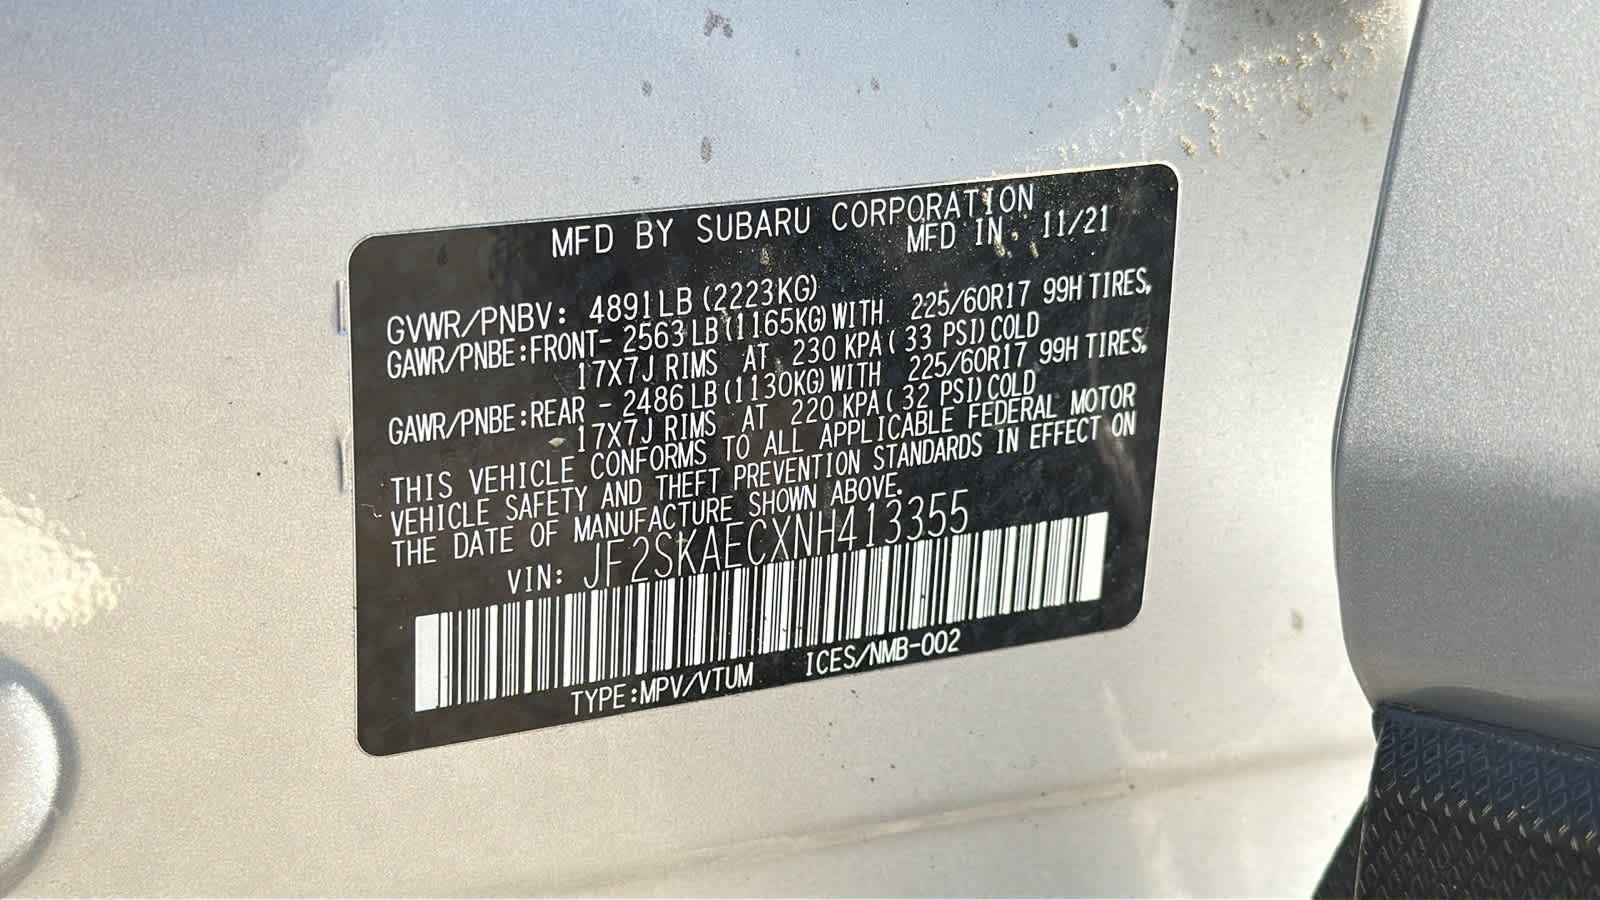 MFD BY SUBARU CORPORATION
MFD IN 11/21
GVWR/PNBV: 4891LB (2223KG)
GAWR/PNBE:FRONT- 2563LB (1165KG) WITH 225/60R17 99H TIRES,
17X7J RIMS AT 230 KPA ( 33 PSI) COLD
GAWR/PNBE:REAR - 2486LB (1130KG) WITH 225/60R17 99H TIRES,
17X7J RIMS AT 220 KPA ( 32 PSI) COLD
THIS VEHICLE CONFORMS TO ALL APPLICABLE FEDERAL MOTOR
VEHICLE SAFETY AND THEFT PREVENTION STANDARDS IN EFFECT ON
THE DATE OF MANUFACTURE SHOWN ABOVE.
VIN: JF2SKAECXNH413355
TYPE:MPV/VTUM ICES/NMB-002